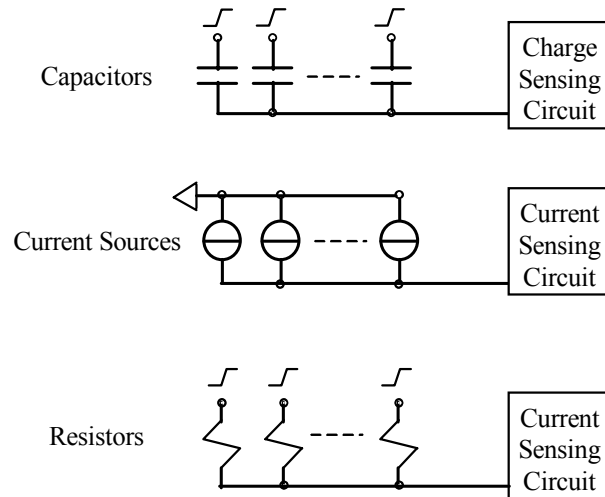 Capacitors
Charge
Sensing
Circuit
Current Sources
Current
Sensing
Circuit
Resistors
Current
Sensing
Circuit